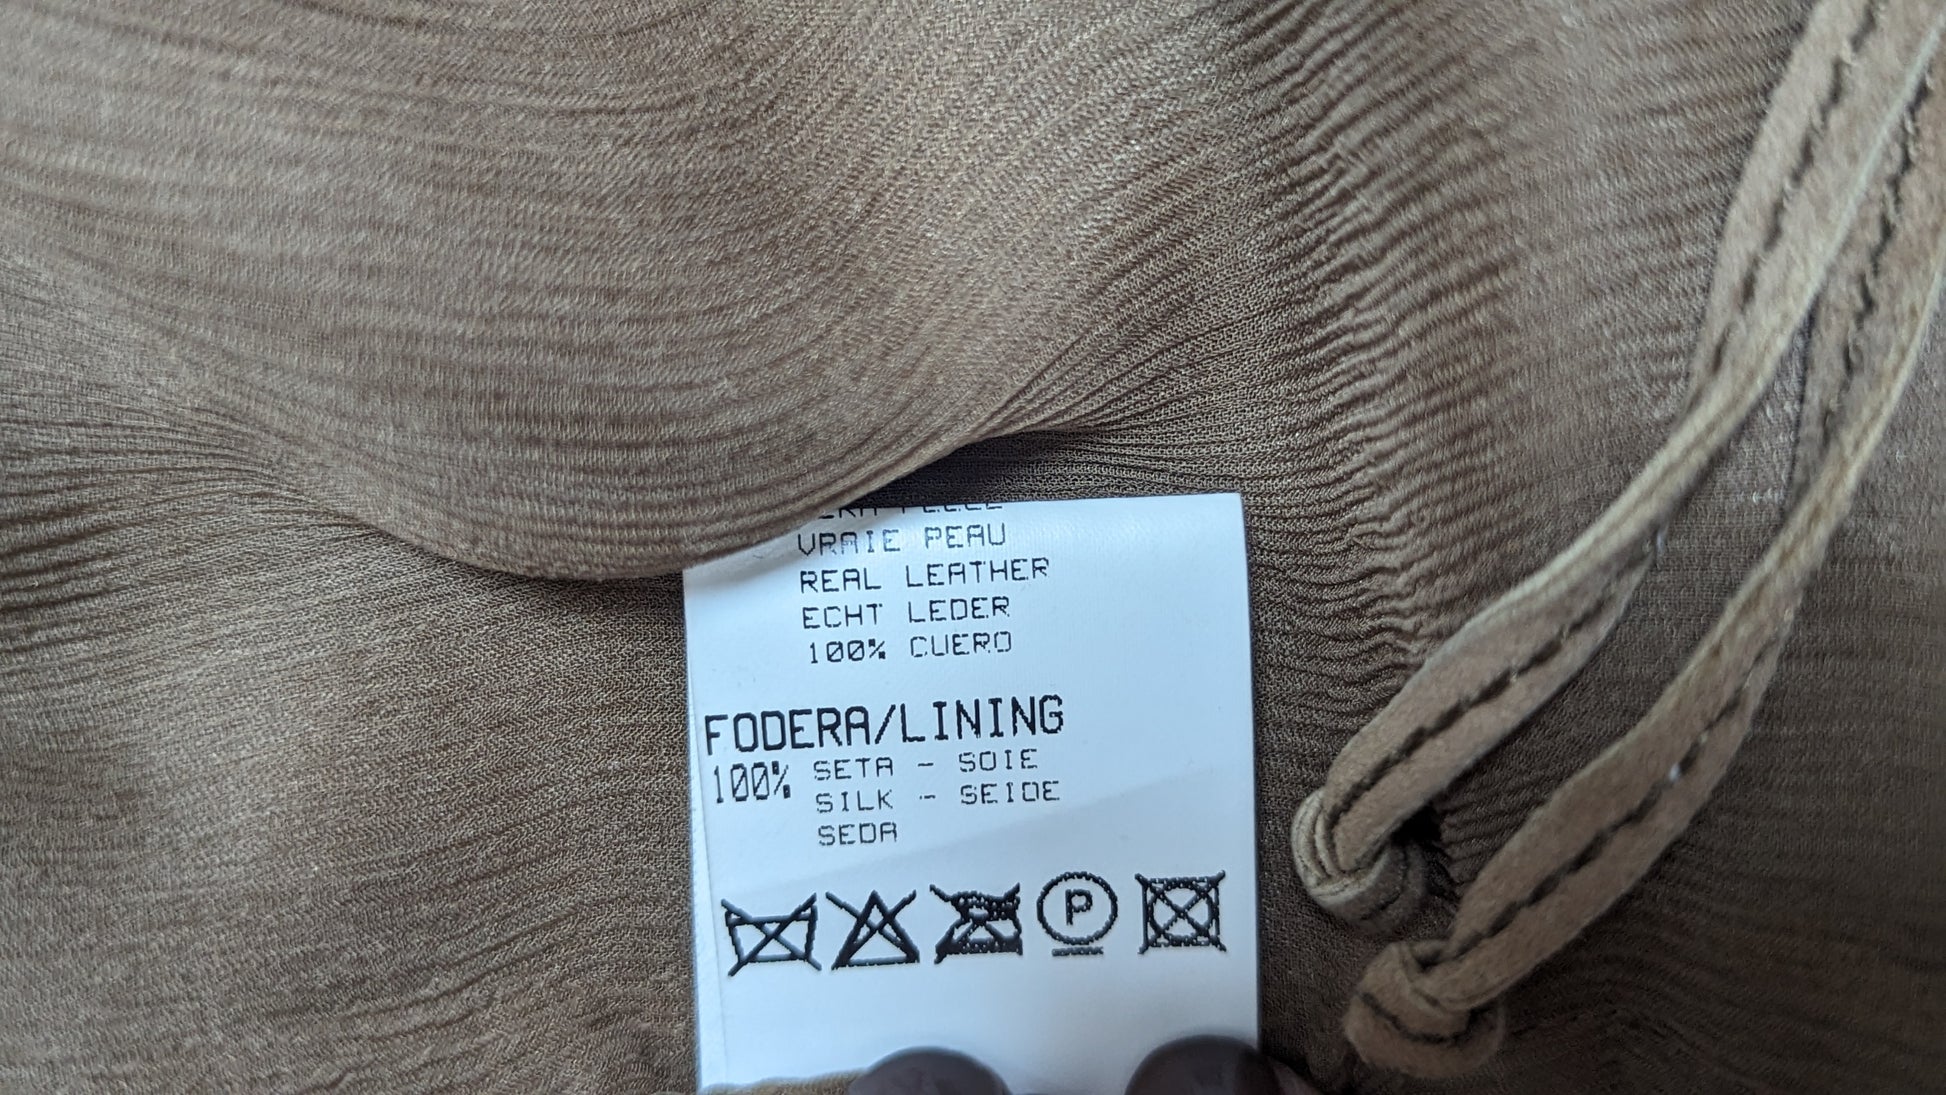 VRAIE PEAU
REAL LEATHER
ECHT LEDER
100% CUERO
FODERA/LINING
100% SETA - SOIE
SILK - SEIDE
SEDA
P